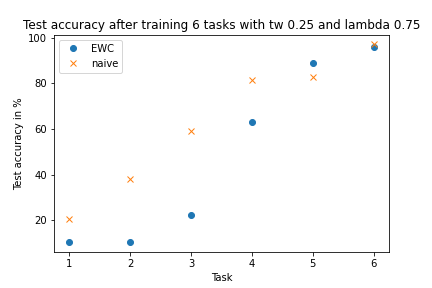 Test accuracy after training 6 tasks with tw 0.25 and lambda 0.75
100
80
60
40
20
Test accuracy in %
EWC
naive
1 2 3 4 5 6
Task